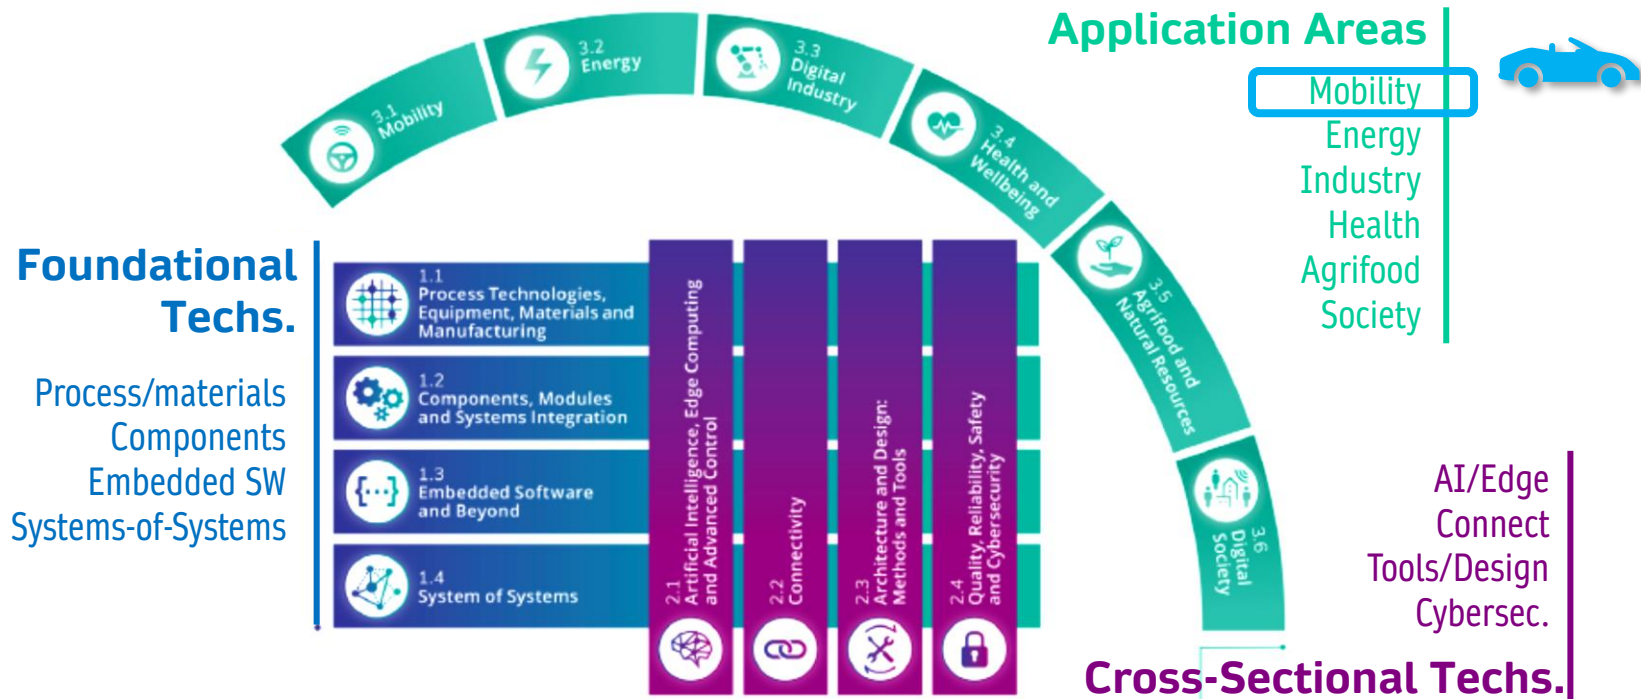 3.1
Mobility
3.2
Energy
3.3
Digital
Industry
3.4
Health and
Wellbeing
3.5
Agrifood and
Natural Resources
3.6
Digital
Society
Application Areas
Mobility
Energy
Industry
Health
Agrifood
Society
Foundational
Techs.
Process/materials
Components
Embedded SW
Systems-of-Systems
1.1
Process Technologies,
Equipment, Materials and
Manufacturing
1.2
Components, Modules
and Systems Integration
1.3
Embedded Software
and Beyond
1.4
System of Systems
2.1
Artificial Intelligence, Edge Computing
and Advanced Control
2.2
Connectivity
2.3
Architecture and Design:
Methods and Tools
2.4
Quality, Reliability, Safety
and Cybersecurity
AI/Edge
Connect
Tools/Design
Cybersec.
Cross-Sectional Techs.